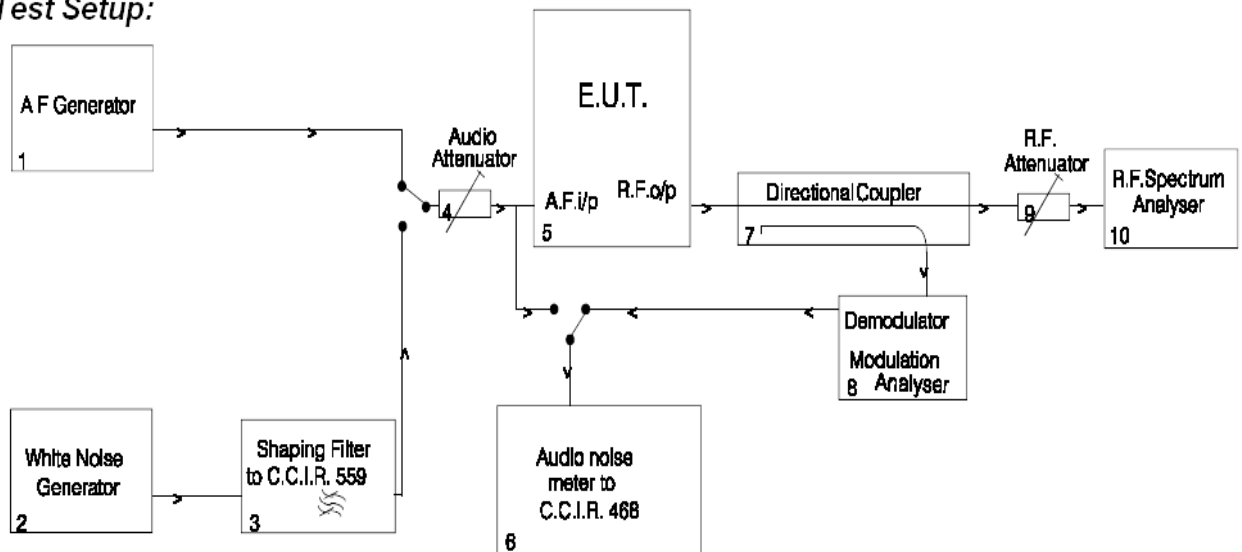 Test Setup:
A F Generator
1
Audio
Attenuator
4
E.U.T.
A.F.i/p
R.F.o/p
5
Directional Coupler
7
R.F.
Attenuator
9
R.F.Spectrum
Analyser
10
Demodulator
Modulation
8 Analyser
White Noise
Generator
2
Shaping Filter
to C.C.I.R. 559
3
Audio noise
meter to
C.C.I.R. 468
6